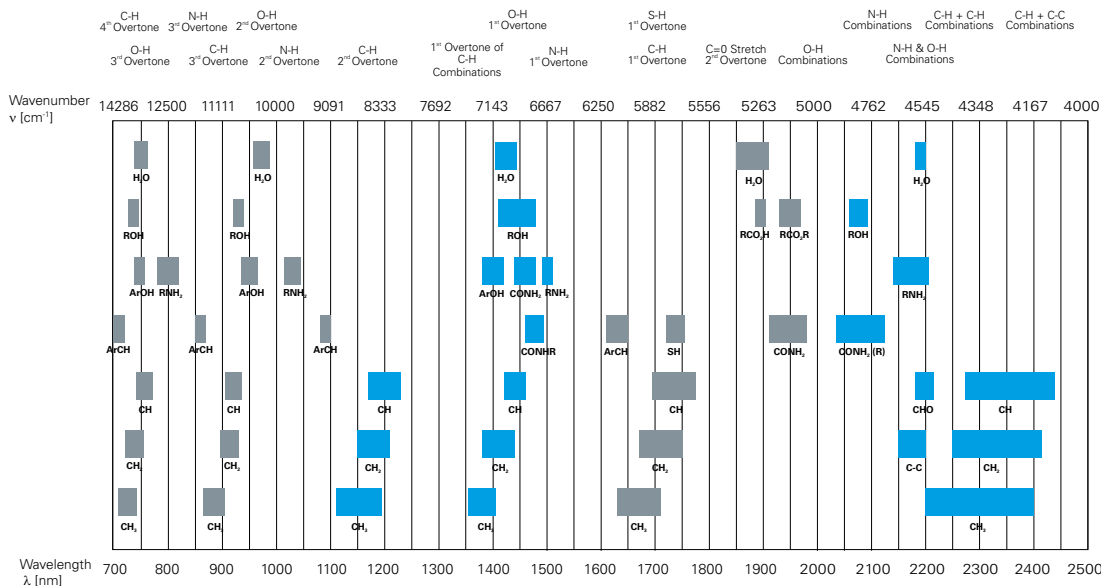 C-H
4th Overtone
N-H
3rd Overtone
O-H
2nd Overtone
O-H
1st Overtone
S-H
1st Overtone
N-H
Combinations
C-H + C-H
Combinations
C-H + C-C
Combinations
O-H
3rd Overtone
C-H
3rd Overtone
N-H
2nd Overtone
C-H
2nd Overtone
1st Overtone of
C-H
Combinations
N-H
1st Overtone
C-H
1st Overtone
C=0 Stretch
2nd Overtone
O-H
Combinations
N-H & O-H
Combinations
Wavenumber
ν [cm⁻¹]
14286 12500 11111 10000 9091 8333 7692 7143 6667 6250 5882 5556 5263 5000 4762 4545 4348 4167 4000
H₂O H₂O H₂O H₂O H₂O
ROH ROH ROH RCO₂H RCO₂R ROH
ArOH RNH₂ ArOH RNH₂ ArOH CONH₂ RNH₂ RNH₂
ArCH ArCH ArCH CONHR ArCH SH CONH₂ CONH₂ (R)
CH CH CH CH CH CHO CH
CH₂ CH₂ CH₂ CH₂ CH₂ C-C CH₂
CH₃ CH₃ CH₃ CH₃ CH₃ CH₃
Wavelength
λ [nm]
700 800 900 1000 1100 1200 1300 1400 1500 1600 1700 1800 1900 2000 2100 2200 2300 2400 2500